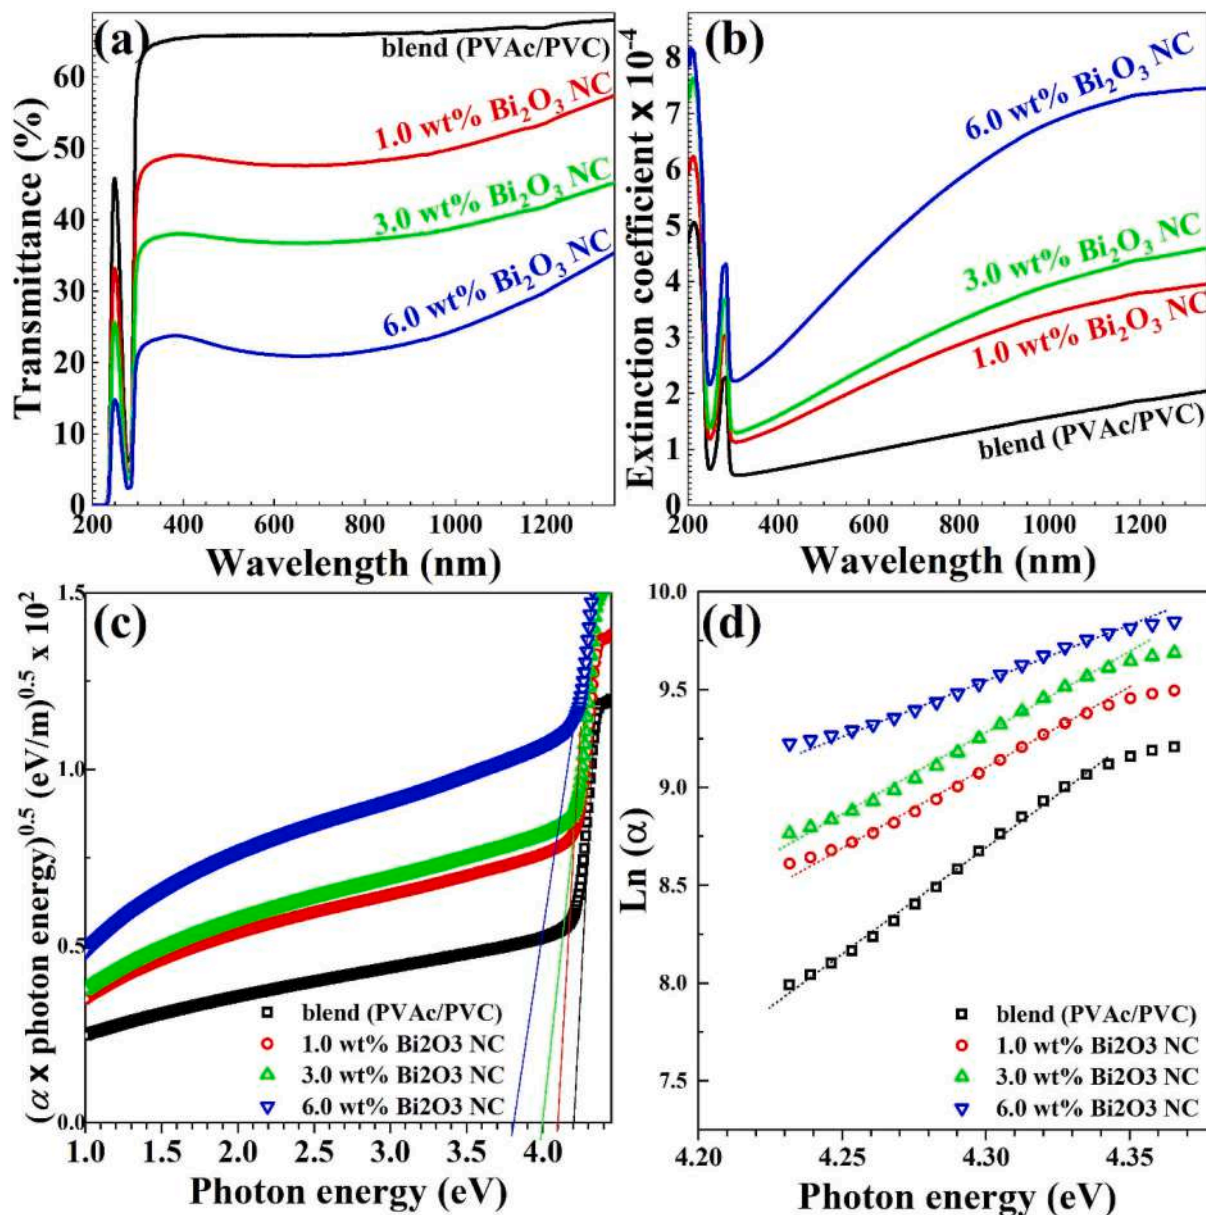 (a)
blend (PVAc/PVC)
1.0 wt% Bi₂O₃ NC
3.0 wt% Bi₂O₃ NC
6.0 wt% Bi₂O₃ NC
Transmittance (%)
60
50
40
30
20
10
0
200 400 600 800 1000 1200
Wavelength (nm)
(b)
6.0 wt% Bi₂O₃ NC
3.0 wt% Bi₂O₃ NC
1.0 wt% Bi₂O₃ NC
blend (PVAc/PVC)
Extinction coefficient x 10⁻⁴
8
7
6
5
4
3
2
1
0
200 400 600 800 1000 1200
Wavelength (nm)
(c)
(α x photon energy)⁰·⁵ (eV/m)⁰·⁵ x 10²
1.5
1.0
0.5
0.0
blend (PVAc/PVC)
1.0 wt% Bi2O3 NC
3.0 wt% Bi2O3 NC
6.0 wt% Bi2O3 NC
1.0 1.5 2.0 2.5 3.0 3.5 4.0
Photon energy (eV)
(d)
Ln (α)
10.0
9.5
9.0
8.5
8.0
7.5
blend (PVAc/PVC)
1.0 wt% Bi2O3 NC
3.0 wt% Bi2O3 NC
6.0 wt% Bi2O3 NC
4.20 4.25 4.30 4.35
Photon energy (eV)